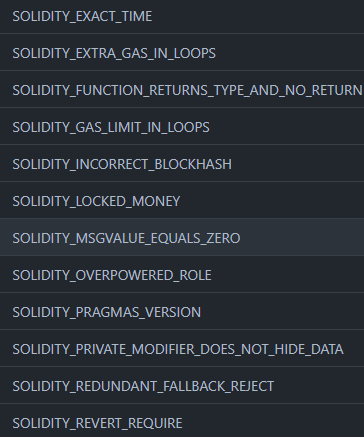 SOLIDITY_EXACT_TIME
SOLIDITY_EXTRA_GAS_IN_LOOPS
SOLIDITY_FUNCTION_RETURNS_TYPE_AND_NO_RETURN
SOLIDITY_GAS_LIMIT_IN_LOOPS
SOLIDITY_INCORRECT_BLOCKHASH
SOLIDITY_LOCKED_MONEY
SOLIDITY_MSGVALUE_EQUALS_ZERO
SOLIDITY_OVERPOWERED_ROLE
SOLIDITY_PRAGMAS_VERSION
SOLIDITY_PRIVATE_MODIFIER_DOES_NOT_HIDE_DATA
SOLIDITY_REDUNDANT_FALLBACK_REJECT
SOLIDITY_REVERT_REQUIRE